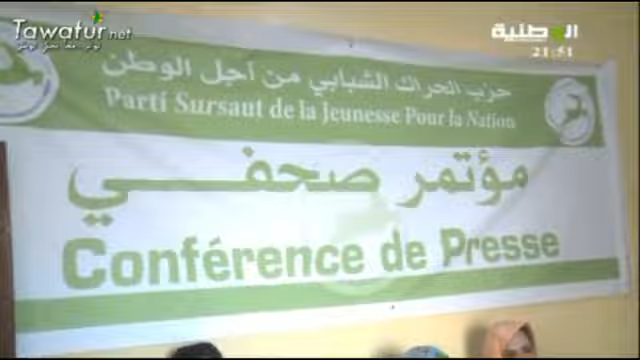 Tawatur.net
الوطنية
21:51
حزب الحراك الشبابي من أجل الوطن
Parti Sursaut de la Jeunesse Pour la Nation
مؤتمر صحفي
Conférence de Presse